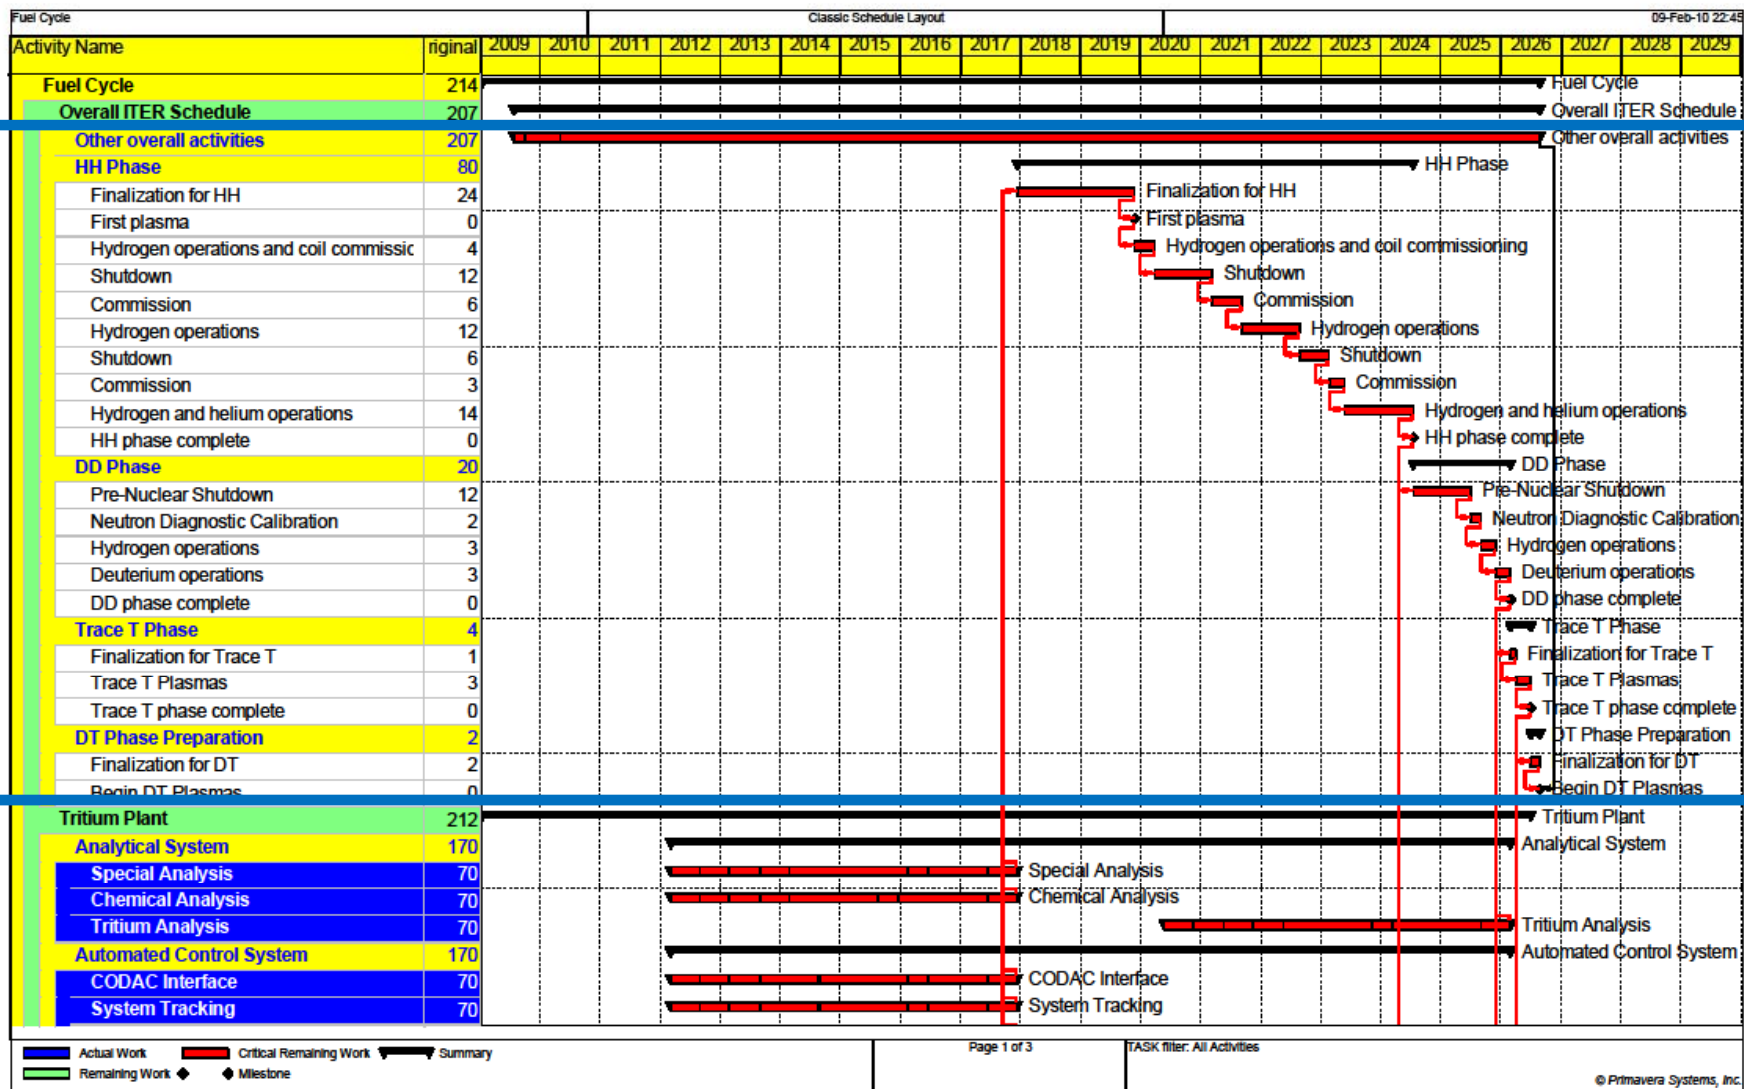 Fuel Cycle Classic Schedule Layout 09-Feb-10 22:45
Activity Name riginal 2009 2010 2011 2012 2013 2014 2015 2016 2017 2018 2019 2020 2021 2022 2023 2024 2025 2026 2027 2028 2029
Fuel Cycle 214 Fuel Cycle
Overall ITER Schedule 207 Overall ITER Schedule
Other overall activities 207 Other overall activities
HH Phase 80 HH Phase
Finalization for HH 24 Finalization for HH
First plasma 0 First plasma
Hydrogen operations and coil commissic 4 Hydrogen operations and coil commissioning
Shutdown 12 Shutdown
Commission 6 Commission
Hydrogen operations 12 Hydrogen operations
Shutdown 6 Shutdown
Commission 3 Commission
Hydrogen and helium operations 14 Hydrogen and helium operations
HH phase complete 0 HH phase complete
DD Phase 20 DD Phase
Pre-Nuclear Shutdown 12 Pre-Nuclear Shutdown
Neutron Diagnostic Calibration 2 Neutron Diagnostic Calibration
Hydrogen operations 3 Hydrogen operations
Deuterium operations 3 Deuterium operations
DD phase complete 0 DD phase complete
Trace T Phase 4 Trace T Phase
Finalization for Trace T 1 Finalization for Trace T
Trace T Plasmas 3 Trace T Plasmas
Trace T phase complete 0 Trace T phase complete
DT Phase Preparation 2 DT Phase Preparation
Finalization for DT 2 Finalization for DT
Begin DT Plasmas 0 Begin DT Plasmas
Tritium Plant 212 Tritium Plant
Analytical System 170 Analytical System
Special Analysis 70 Special Analysis
Chemical Analysis 70 Chemical Analysis
Tritium Analysis 70 Tritium Analysis
Automated Control System 170 Automated Control System
CODAC Interface 70 CODAC Interface
System Tracking 70 System Tracking
Actual Work Critical Remaining Work Summary Page 1 of 3 TASK filter: All Activities
Remaining Work Milestone
© Primavera Systems, Inc.